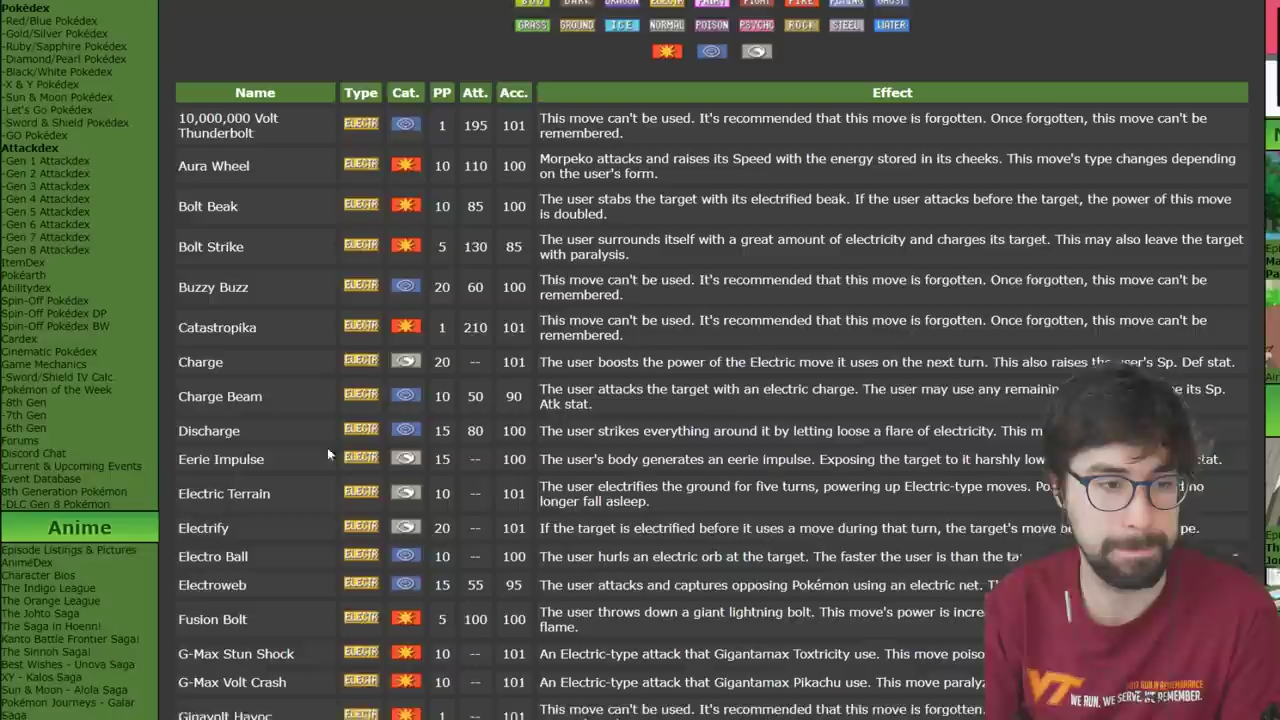 Pokédex
-Red/Blue Pokédex
-Gold/Silver Pokédex
-Ruby/Sapphire Pokédex
-Diamond/Pearl Pokédex
-Black/White Pokédex
-X & Y Pokédex
-Sun & Moon Pokédex
-Let's Go Pokédex
-Sword & Shield Pokédex
-GO Pokédex
Attackdex
-Gen 1 Attackdex
-Gen 2 Attackdex
-Gen 3 Attackdex
-Gen 4 Attackdex
-Gen 5 Attackdex
-Gen 6 Attackdex
-Gen 7 Attackdex
-Gen 8 Attackdex
ItemDex
Pokéarth
Abilitydex
Spin-Off Pokédex
Spin-Off Pokédex DP
Spin-Off Pokédex BW
Cardex
Cinematic Pokédex
Game Mechanics
-Sword/Shield IV Calc.
Pokémon of the Week
-8th Gen
-7th Gen
-6th Gen
Forums
Discord Chat
Current & Upcoming Events
Event Database
8th Generation Pokémon
-DLC Gen 8 Pokémon
Anime
Episode Listings & Pictures
AniméDex
Character Bios
The Indigo League
The Orange League
The Johto Saga
The Saga in Hoenn!
Kanto Battle Frontier Saga!
The Sinnoh Saga!
Best Wishes - Unova Saga
XY - Kalos Saga
Sun & Moon - Alola Saga
Pokémon Journeys - Galar
Saga
GRASS GROUND ICE NORMAL POISON PSYCHC ROCK STEEL WATER
Name Type Cat. PP Att. Acc. Effect
10,000,000 Volt
Thunderbolt
ELECTR 1 195 101
This move can't be used. It's recommended that this move is forgotten. Once forgotten, this move can't be
remembered.
Aura Wheel ELECTR 10 110 100
Morpeko attacks and raises its Speed with the energy stored in its cheeks. This move's type changes depending
on the user's form.
Bolt Beak ELECTR 10 85 100
The user stabs the target with its electrified beak. If the user attacks before the target, the power of this move
is doubled.
Bolt Strike ELECTR 5 130 85
The user surrounds itself with a great amount of electricity and charges its target. This may also leave the target
with paralysis.
Buzzy Buzz ELECTR 20 60 100
This move can't be used. It's recommended that this move is forgotten. Once forgotten, this move can't be
remembered.
Catastropika ELECTR 1 210 101
This move can't be used. It's recommended that this move is forgotten. Once forgotten, this move can't be
remembered.
Charge ELECTR 20 -- 101 The user boosts the power of the Electric move it uses on the next turn. This also raises the user's Sp. Def stat.
Charge Beam ELECTR 10 50 90
The user attacks the target with an electric charge. The user may use any remaining its Sp.
Atk stat.
Discharge ELECTR 15 80 100 The user strikes everything around it by letting loose a flare of electricity. This m
Eerie Impulse ELECTR 15 -- 100 The user's body generates an eerie impulse. Exposing the target to it harshly low tat.
Electric Terrain ELECTR 10 -- 101
The user electrifies the ground for five turns, powering up Electric-type moves. Po no
longer fall asleep.
Electrify ELECTR 20 -- 101 If the target is electrified before it uses a move during that turn, the target's move be pe.
Electro Ball ELECTR 10 -- 100 The user hurls an electric orb at the target. The faster the user is than the ta
Electroweb ELECTR 15 55 95 The user attacks and captures opposing Pokémon using an electric net. T
Fusion Bolt ELECTR 5 100 100
The user throws down a giant lightning bolt. This move's power is incre
flame.
G-Max Stun Shock ELECTR 10 -- 101 An Electric-type attack that Gigantamax Toxtricity use. This move poiso
G-Max Volt Crash ELECTR 10 -- 101 An Electric-type attack that Gigantamax Pikachu use. This move paralyz
Gigavolt Havoc ELECTR 1 -- 101 This move can't be used. It's recommended that this move is forgotten.
VT
WE RUN. WE SERVE. WE REMEMBER.